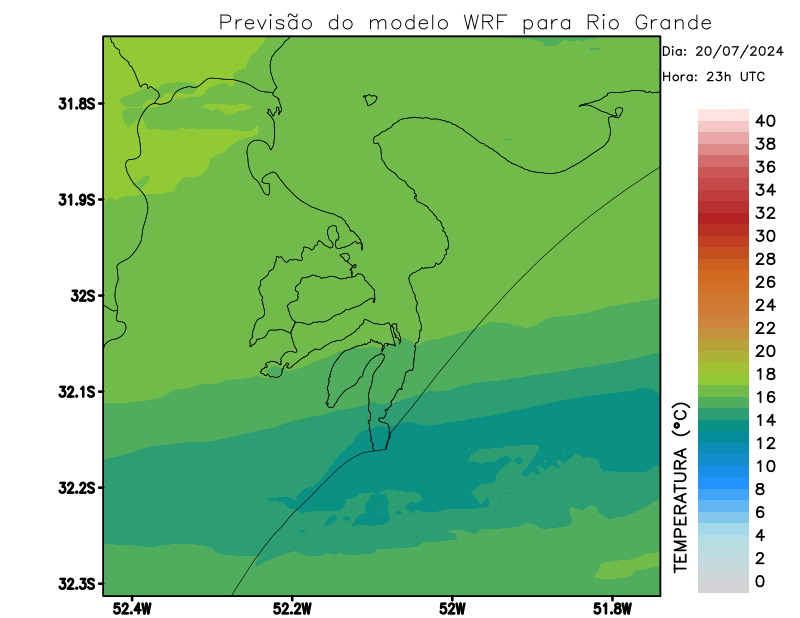 Previsão do modelo WRF para Rio Grande
Dia: 20/07/2024
Hora: 23h UTC
31.8S
31.9S
32S
32.1S
32.2S
32.3S
52.4W
52.2W
52W
51.8W
TEMPERATURA (°C)
40
38
36
34
32
30
28
26
24
22
20
18
16
14
12
10
8
6
4
2
0